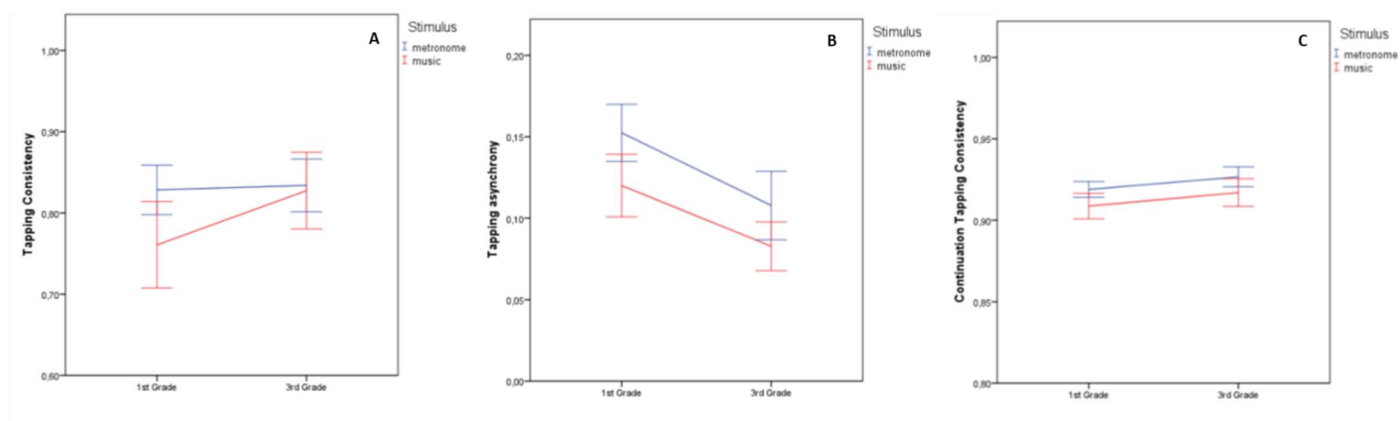 A
Stimulus
metronome
music
Tapping Consistency
1,00
0,90
0,80
0,70
0,60
1st Grade
3rd Grade
B
Stimulus
metronome
music
Tapping asynchrony
0,20
0,15
0,10
0,05
0,00
1st Grade
3rd Grade
C
Stimulus
metronome
music
Continuation Tapping Consistency
1,00
0,95
0,90
0,85
0,80
1st Grade
3rd Grade